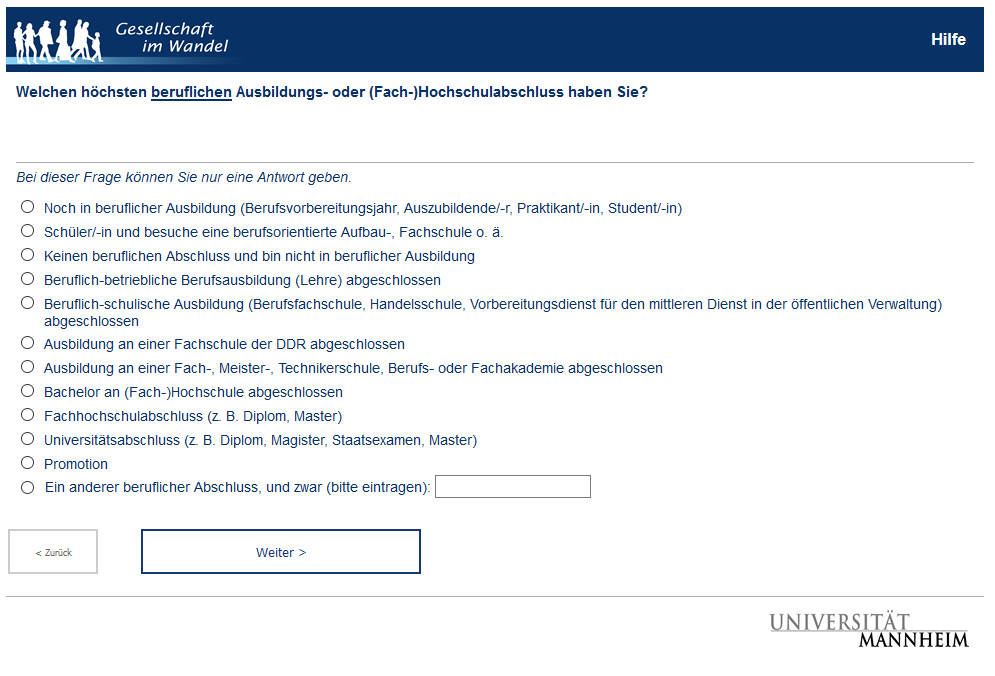 Gesellschaft
im Wandel
Hilfe
Welchen höchsten beruflichen Ausbildungs- oder (Fach-)Hochschulabschluss haben Sie?
Bei dieser Frage können Sie nur eine Antwort geben.
Noch in beruflicher Ausbildung (Berufsvorbereitungsjahr, Auszubildende/-r, Praktikant/-in, Student/-in)
Schüler/-in und besuche eine berufsorientierte Aufbau-, Fachschule o. ä.
Keinen beruflichen Abschluss und bin nicht in beruflicher Ausbildung
Beruflich-betriebliche Berufsausbildung (Lehre) abgeschlossen
Beruflich-schulische Ausbildung (Berufsfachschule, Handelsschule, Vorbereitungsdienst für den mittleren Dienst in der öffentlichen Verwaltung)
abgeschlossen
Ausbildung an einer Fachschule der DDR abgeschlossen
Ausbildung an einer Fach-, Meister-, Technikerschule, Berufs- oder Fachakademie abgeschlossen
Bachelor an (Fach-)Hochschule abgeschlossen
Fachhochschulabschluss (z. B. Diplom, Master)
Universitätsabschluss (z. B. Diplom, Magister, Staatsexamen, Master)
Promotion
Ein anderer beruflicher Abschluss, und zwar (bitte eintragen):
< Zurück
Weiter >
UNIVERSITÄT
MANNHEIM